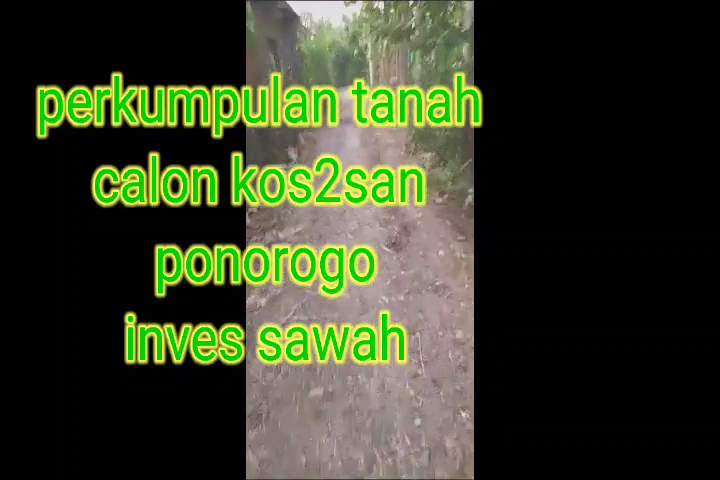 perkumpulan tanah
calon kos2san
ponorogo
inves sawah